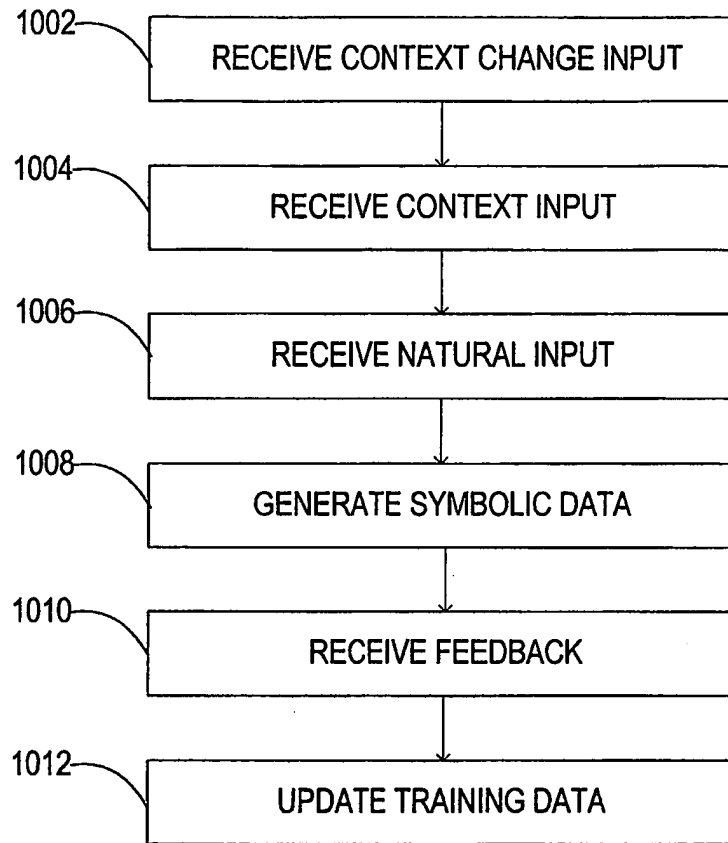 1002
RECEIVE CONTEXT CHANGE INPUT
1004
RECEIVE CONTEXT INPUT
1006
RECEIVE NATURAL INPUT
1008
GENERATE SYMBOLIC DATA
1010
RECEIVE FEEDBACK
1012
UPDATE TRAINING DATA